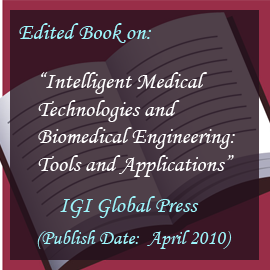 Edited Book on:
“Intelligent Medical
Technologies and
Biomedical Engineering:
Tools and Applications”
IGI Global Press
(Publish Date: April 2010)